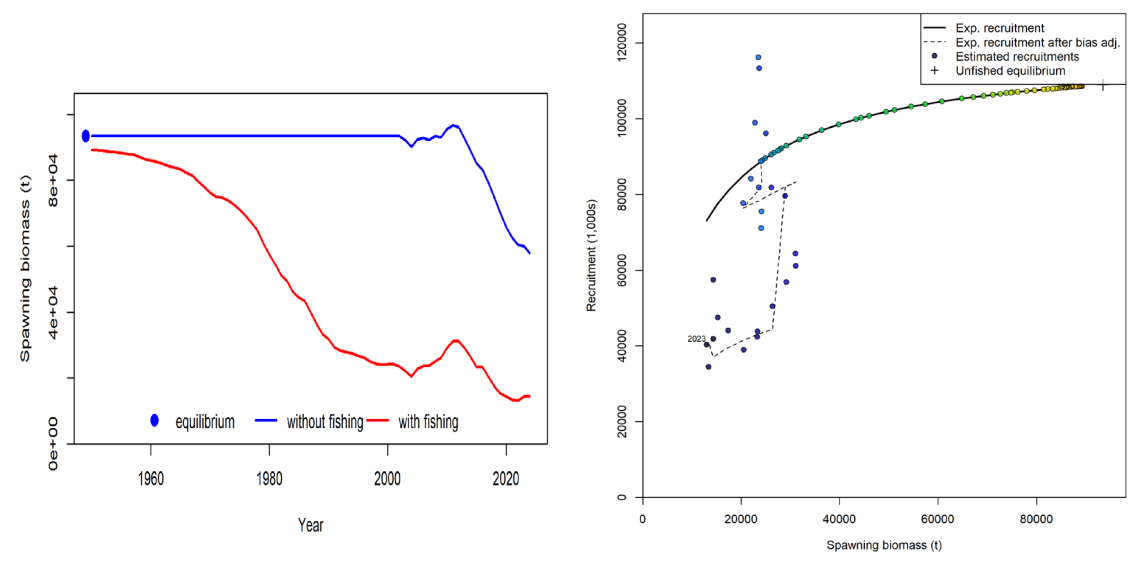 Spawning biomass (t)
0e+00
4e+04
8e+04
equilibrium
without fishing
with fishing
1960
1980
2000
2020
Year
Recruitment (1,000s)
0
20000
40000
60000
80000
100000
120000
Exp. recruitment
Exp. recruitment after bias adj.
Estimated recruitments
Unfished equilibrium
2023
0
20000
40000
60000
80000
Spawning biomass (t)